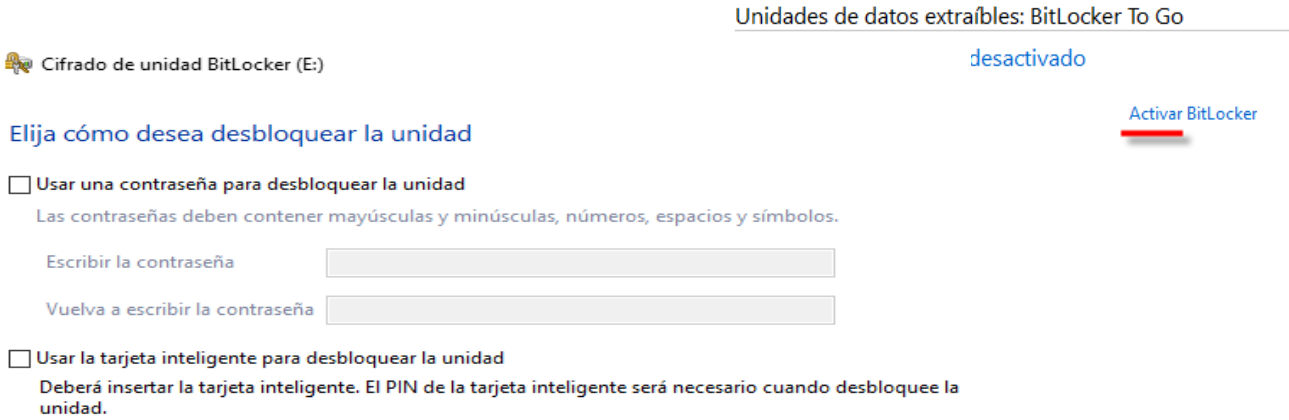 Unidades de datos extraíbles: BitLocker To Go
desactivado
Cifrado de unidad BitLocker (E:)
Activar BitLocker
Elija cómo desea desbloquear la unidad
Usar una contraseña para desbloquear la unidad
Las contraseñas deben contener mayúsculas y minúsculas, números, espacios y símbolos.
Escribir la contraseña
Vuelva a escribir la contraseña
Usar la tarjeta inteligente para desbloquear la unidad
Deberá insertar la tarjeta inteligente. El PIN de la tarjeta inteligente será necesario cuando desbloquee la
unidad.